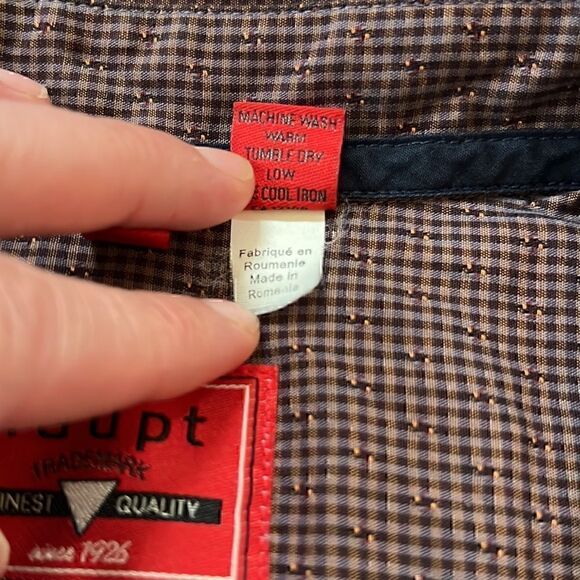 MACHINE WASH
WARM
TUMBLE DRY
LOW
COOL IRON
Fabriqué en
Roumanie
Made in
Romania
TRADEMARK
QUALITY
since 1926